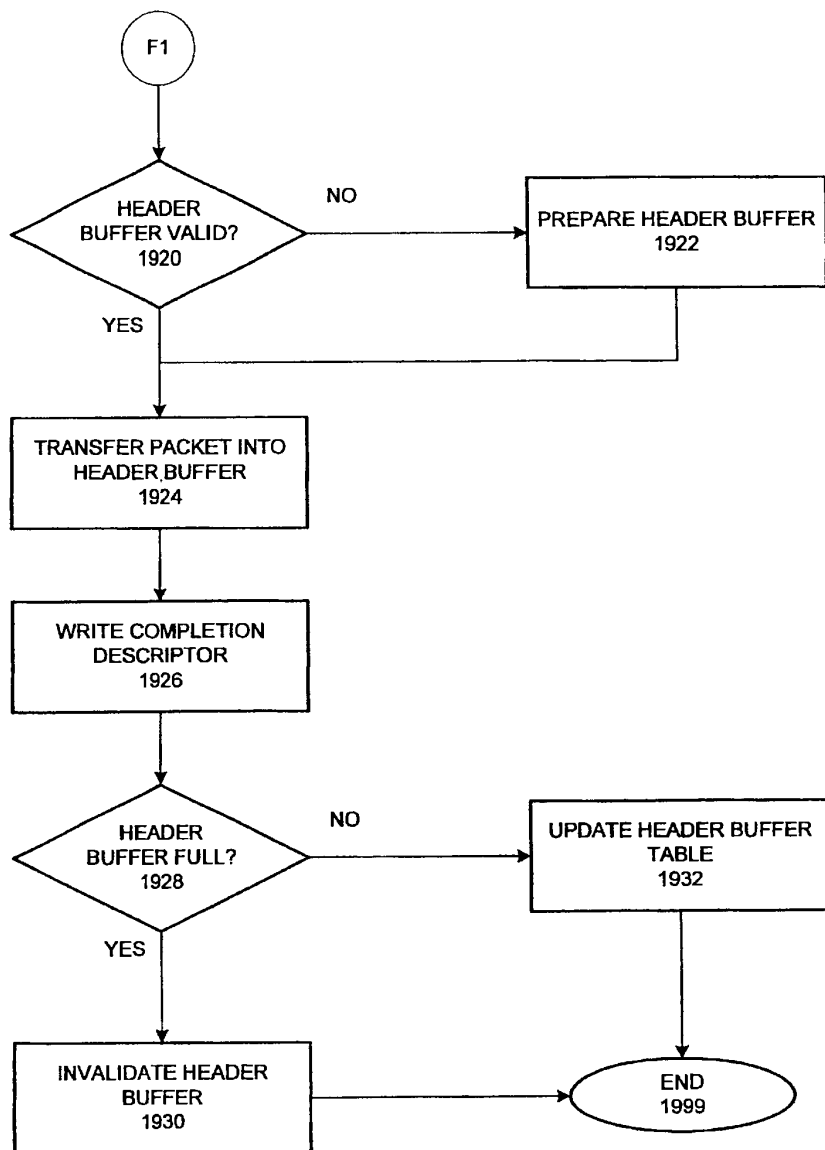 F1
HEADER
BUFFER VALID?
1920
NO
PREPARE HEADER BUFFER
1922
YES
TRANSFER PACKET INTO
HEADER BUFFER
1924
WRITE COMPLETION
DESCRIPTOR
1926
HEADER
BUFFER FULL?
1928
NO
UPDATE HEADER BUFFER
TABLE
1932
YES
INVALIDATE HEADER
BUFFER
1930
END
1999